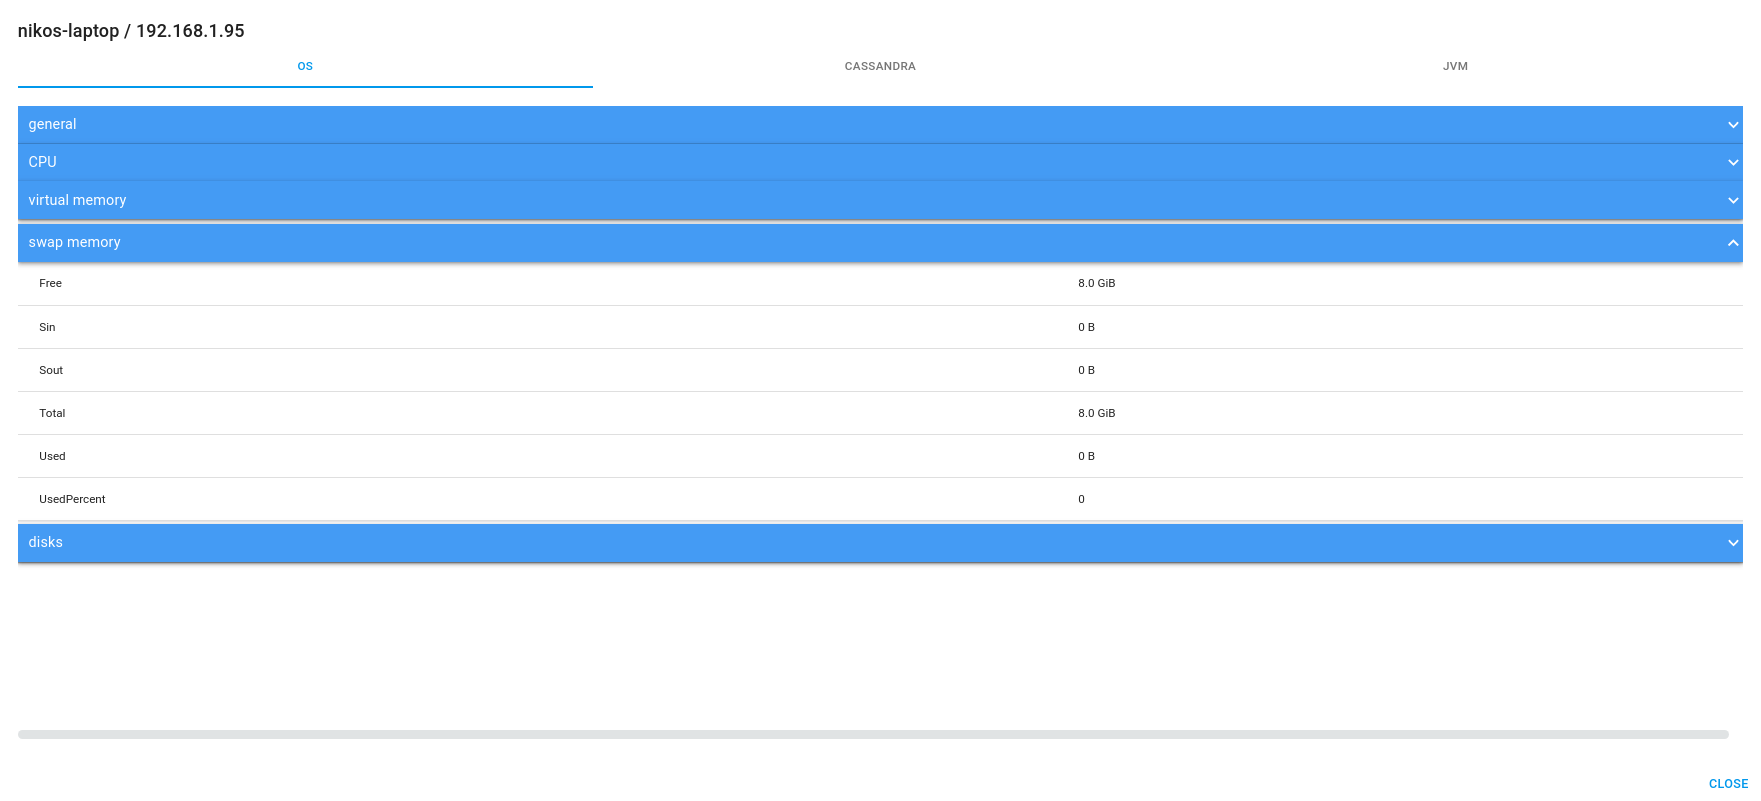 nikos-laptop / 192.168.1.95
OS CASSANDRA JVM
general
CPU
virtual memory
swap memory
Free 8.0 GiB
Sin 0 B
Sout 0 B
Total 8.0 GiB
Used 0 B
UsedPercent 0
disks
CLOSE